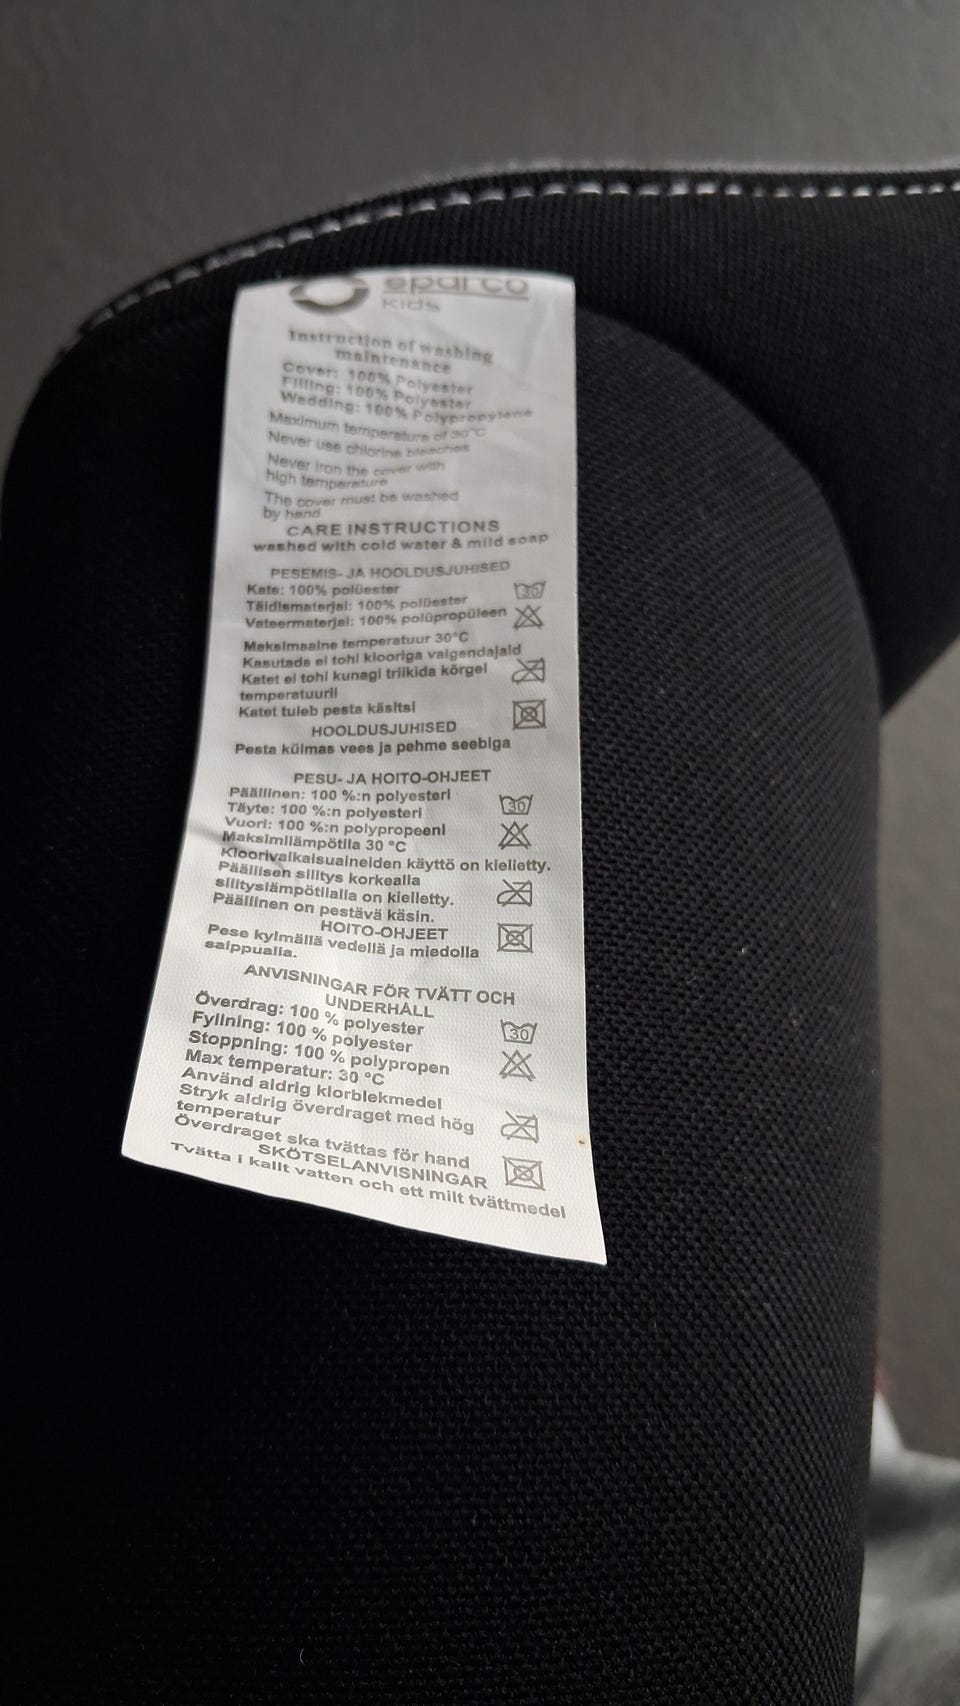 sparco
Kids
Instruction of washing
maintenance
Cover: 100% Polyester
Filling: 100% Polyester
Wadding: 100% Polypropylene
Maximum temperature of 30°C
Never use chlorine bleaches
Never iron the cover with
high temperature
The cover must be washed
by hand
CARE INSTRUCTIONS
washed with cold water & mild soap
PESEMIS- JA HOOLDUSJUHISED
Kate: 100% polüester
30
Täidismaterjal: 100% polüester
Vateermaterjal: 100% polüpropüleen
Maksimaalne temperatuur 30°C
Kasutada ei tohi klooriga valgendajaid
Katet ei tohi kunagi triikida kõrgel
temperatuuril
Katet tuleb pesta käsitsi
HOOLDUSJUHISED
Pesta külmas vees ja pehme seebiga
PESU- JA HOITO-OHJEET
Päällinen: 100 %:n polyesteri
30
Täyte: 100 %:n polyesteri
Vuori: 100 %:n polypropeeni
Maksimilämpötila 30 °C
Kloorivalkaisuaineiden käyttö on kielletty.
Päällisen silitys korkealla
silityslämpötilalla on kielletty.
Päällinen on pestävä käsin.
HOITO-OHJEET
Pese kylmällä vedellä ja miedolla
saippualla.
ANVISNINGAR FÖR TVÄTT OCH
UNDERHÅLL
Överdrag: 100 % polyester
30
Fyllning: 100 % polyester
Stoppning: 100 % polypropen
Max temperatur: 30 °C
Använd aldrig klorblekmedel
Stryk aldrig överdraget med hög
temperatur
Överdraget ska tvättas för hand
SKÖTSELANVISNINGAR
Tvätta i kallt vatten och ett milt tvättmedel